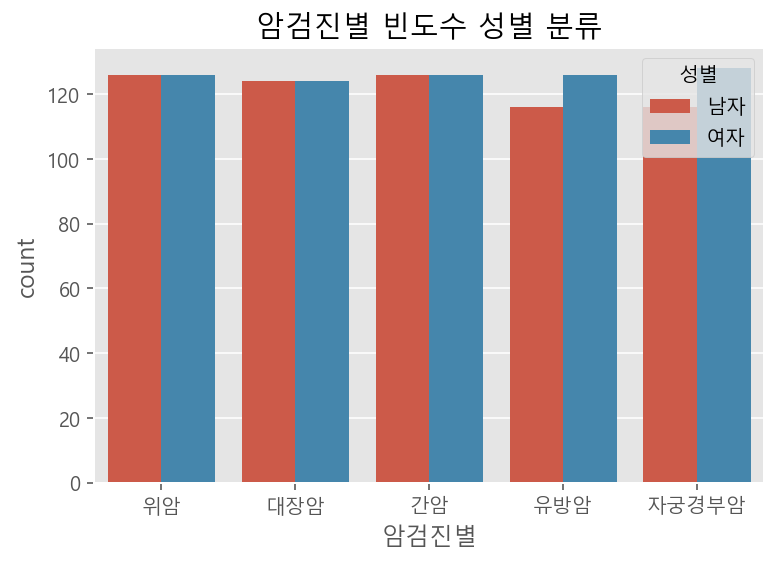 암검진별 빈도수 성별 분류
성별
남자
여자
count
120
100
80
60
40
20
0
위암
대장암
간암
유방암
자궁경부암
암검진별